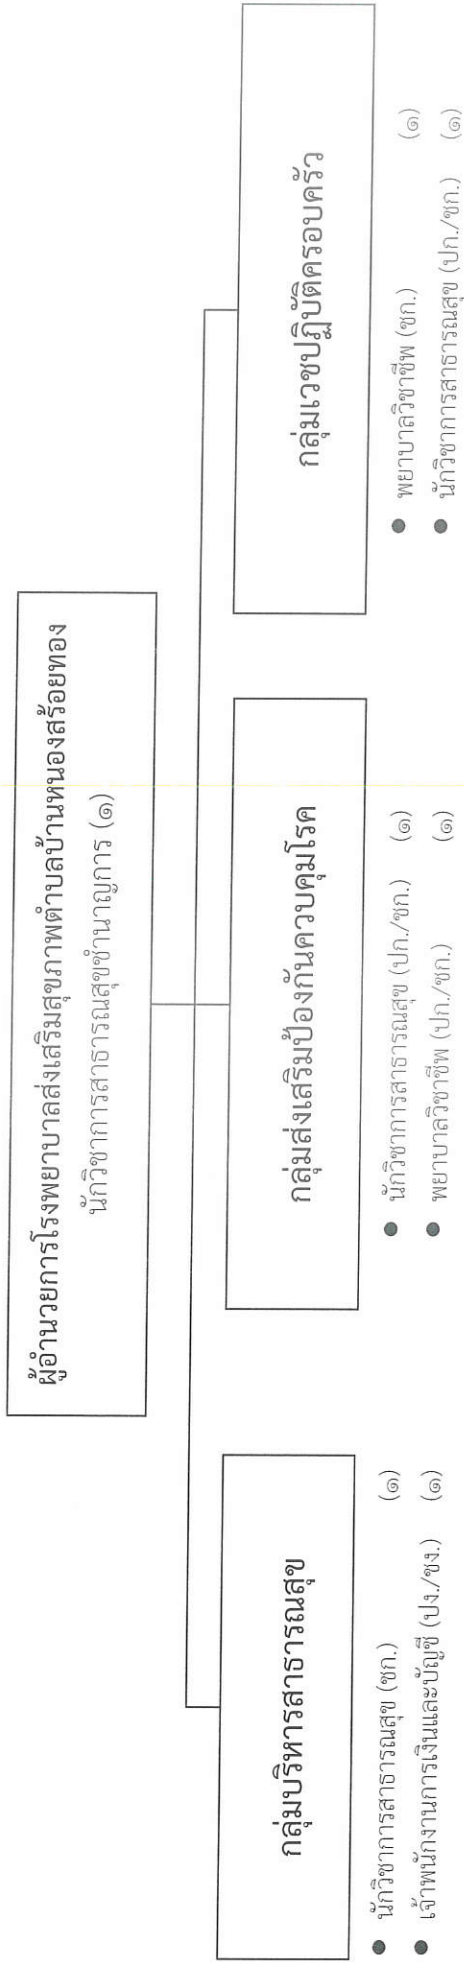 ผู้อำนวยการโรงพยาบาลส่งเสริมสุขภาพตำบลบ้านหนองสร้อยทอง
นักวิชาการสาธารณสุขชำนาญการ (๑)
กลุ่มบริหารสาธารณสุข
● นักวิชาการสาธารณสุข (ชก.) (๑)
● เจ้าพนักงานการเงินและบัญชี (ปง./ชง.) (๑)
กลุ่มส่งเสริมป้องกันควบคุมโรค
● นักวิชาการสาธารณสุข (ปก./ชก.) (๑)
● พยาบาลวิชาชีพ (ปก./ชก.) (๑)
กลุ่มเวชปฏิบัติครอบครัว
● พยาบาลวิชาชีพ (ชก.) (๑)
● นักวิชาการสาธารณสุข (ปก./ชก.) (๑)